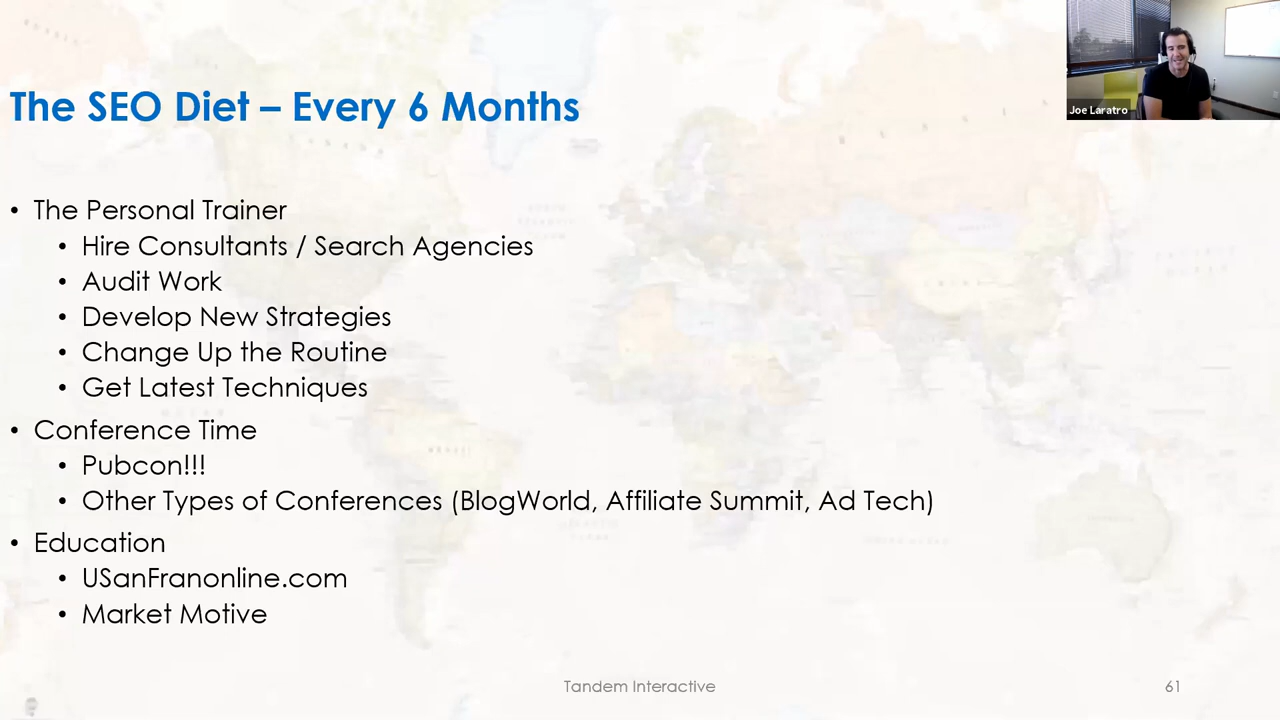 Joe Laratro
The SEO Diet – Every 6 Months
• The Personal Trainer
• Hire Consultants / Search Agencies
• Audit Work
• Develop New Strategies
• Change Up the Routine
• Get Latest Techniques
• Conference Time
• Pubcon!!!
• Other Types of Conferences (BlogWorld, Affiliate Summit, Ad Tech)
• Education
• USanFranonline.com
• Market Motive
Tandem Interactive
61